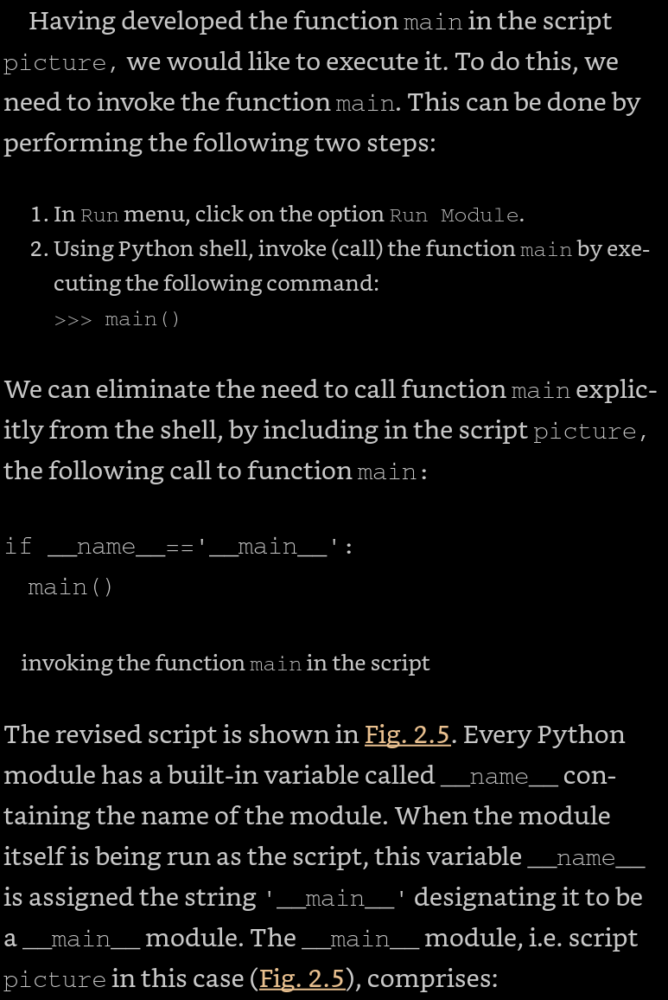 Having developed the function main in the script
picture, we would like to execute it. To do this, we
need to invoke the function main. This can be done by
performing the following two steps:
1. In Run menu, click on the option Run Module.
2. Using Python shell, invoke (call) the function main by exe-
cuting the following command:
>>> main()
We can eliminate the need to call function main explic-
itly from the shell, by including in the script picture,
the following call to function main:
if __name__=='__main__':
main()
invoking the function main in the script
The revised script is shown in Fig. 2.5. Every Python
module has a built-in variable called __name__ con-
taining the name of the module. When the module
itself is being run as the script, this variable __name__
is assigned the string '__main__' designating it to be
a __main__ module. The __main__ module, i.e. script
picture in this case (Fig. 2.5), comprises: